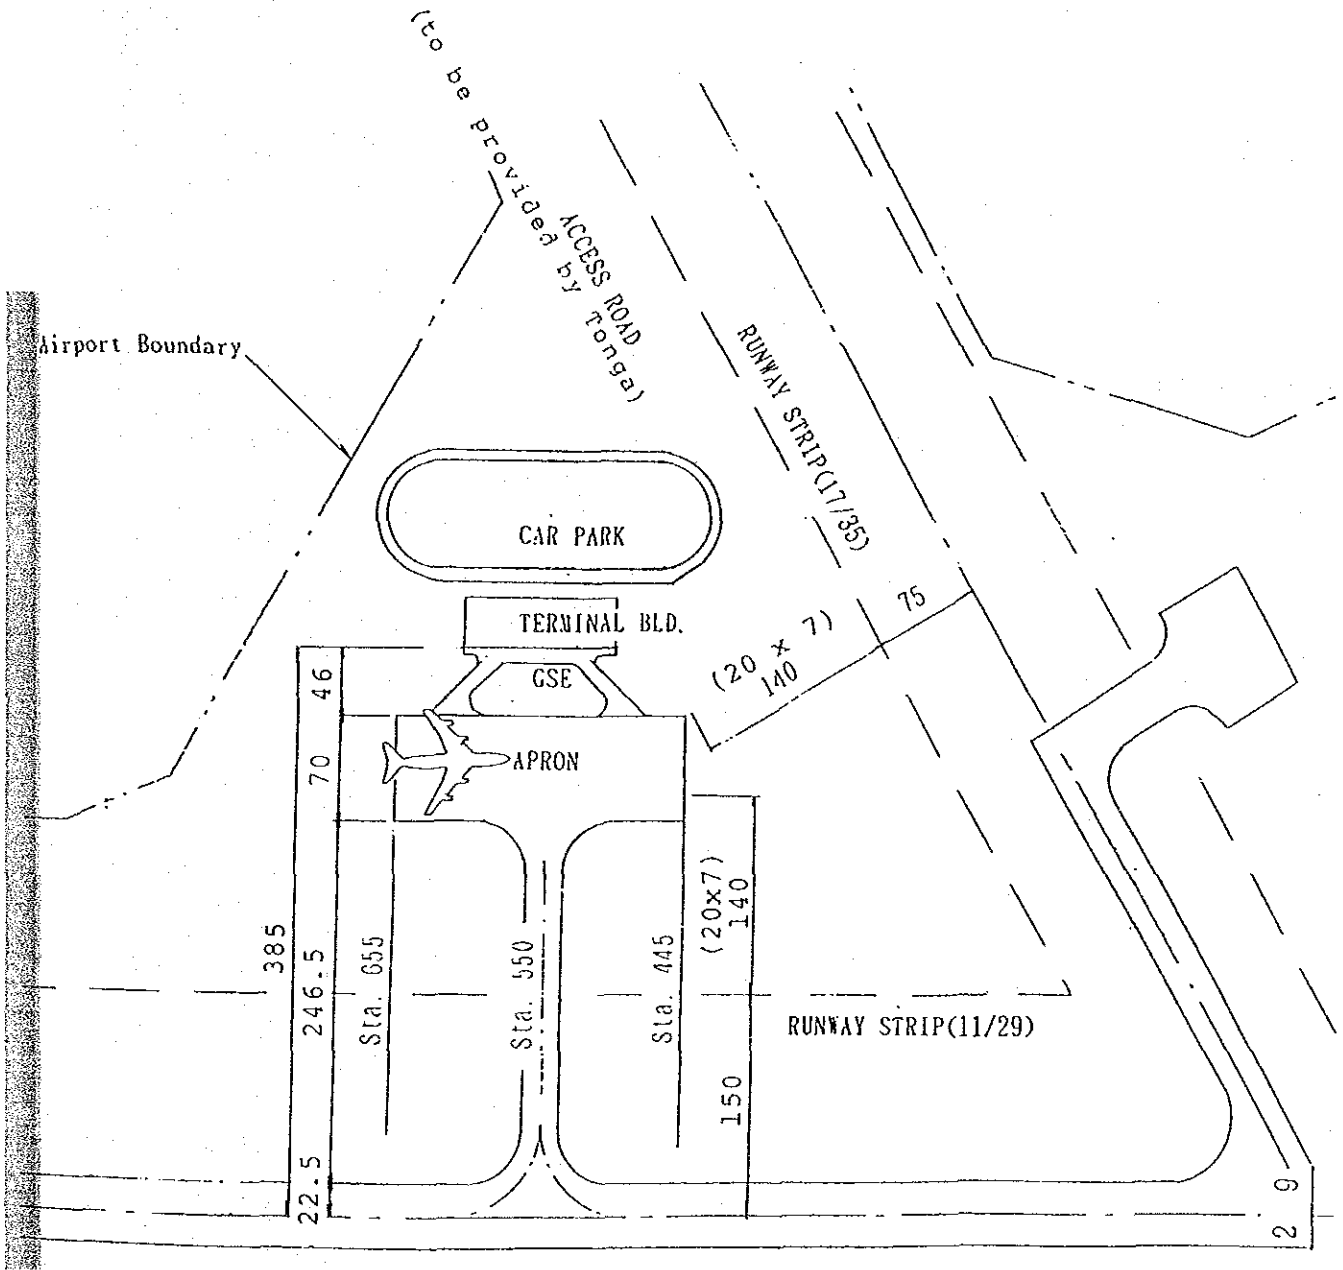 (to be provided by Tonga)
ACCESS ROAD
Airport Boundary
RUNWAY STRIP(17/35)
CAR PARK
TERMINAL BLD.
GSE
75
(20 x 7)
140
46
70
APRON
385
246.5
22.5
Sta. 655
Sta. 550
Sta. 445
(20x7)
140
150
RUNWAY STRIP(11/29)
2 9